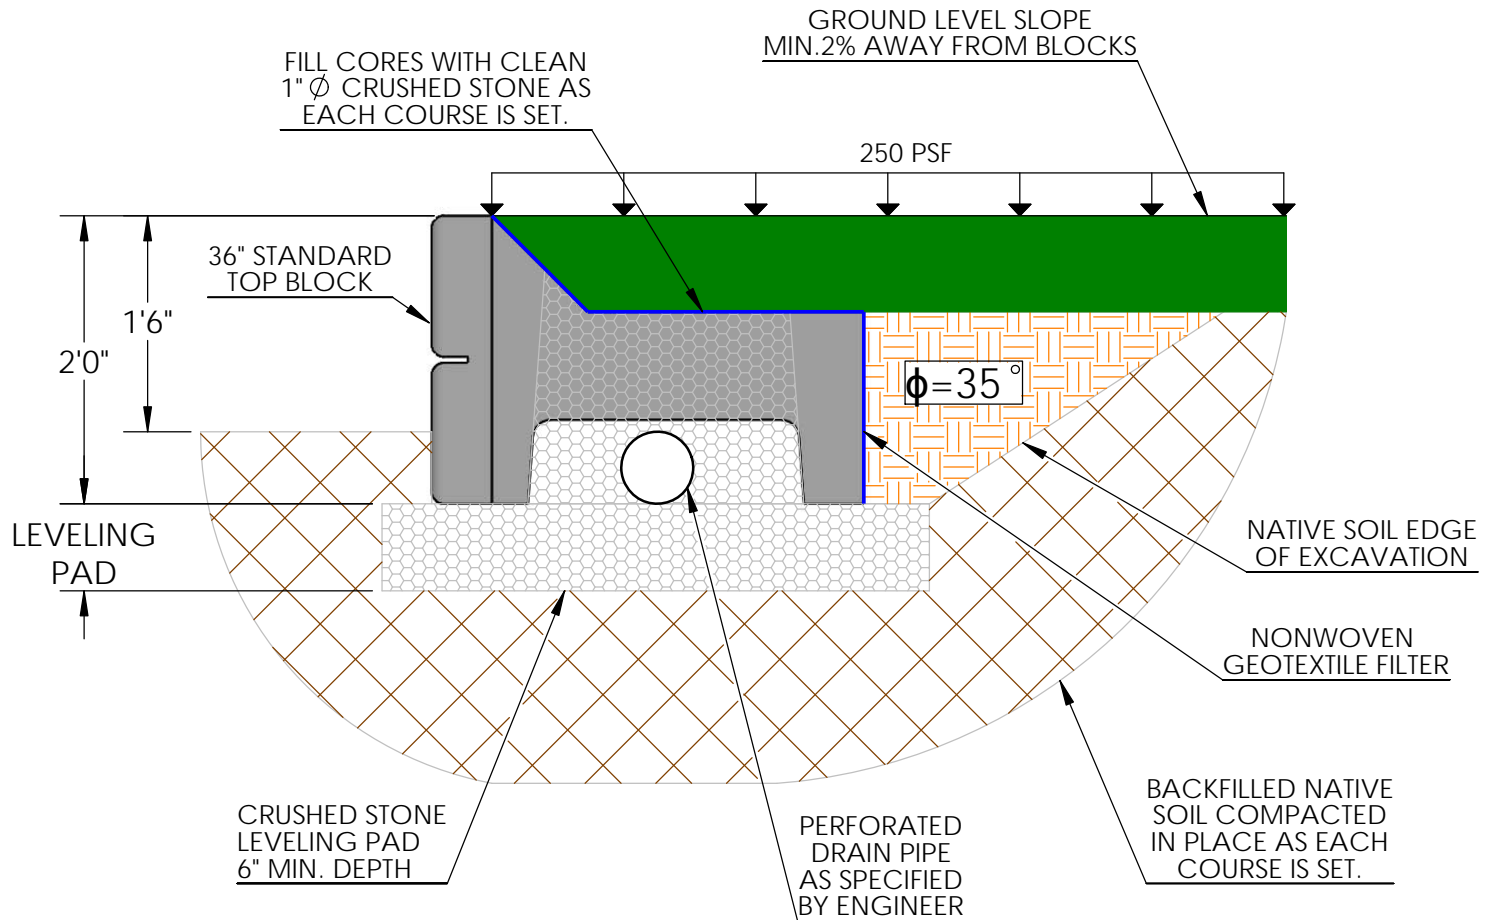 GROUND LEVEL SLOPE
MIN.2% AWAY FROM BLOCKS
FILL CORES WITH CLEAN
1" Ø CRUSHED STONE AS
EACH COURSE IS SET.
250 PSF
36" STANDARD
TOP BLOCK
1'6"
2'0"
ϕ=35°
LEVELING
PAD
NATIVE SOIL EDGE
OF EXCAVATION
NONWOVEN
GEOTEXTILE FILTER
CRUSHED STONE
LEVELING PAD
6" MIN. DEPTH
PERFORATED
DRAIN PIPE
AS SPECIFIED
BY ENGINEER
BACKFILLED NATIVE
SOIL COMPACTED
IN PLACE AS EACH
COURSE IS SET.